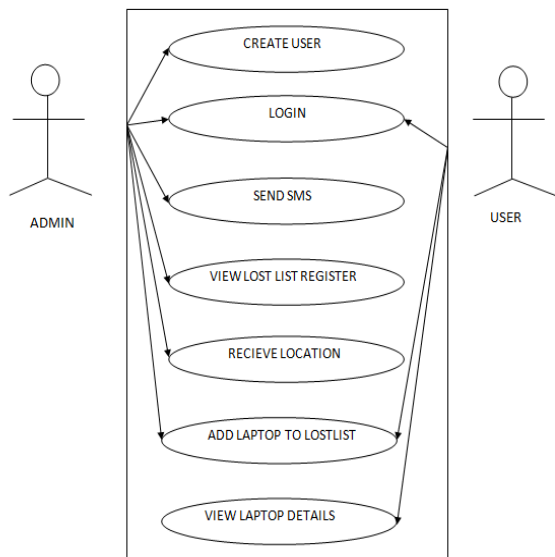 CREATE USER
LOGIN
SEND SMS
ADMIN
USER
VIEW LOST LIST REGISTER
RECIEVE LOCATION
ADD LAPTOP TO LOSTLIST
VIEW LAPTOP DETAILS